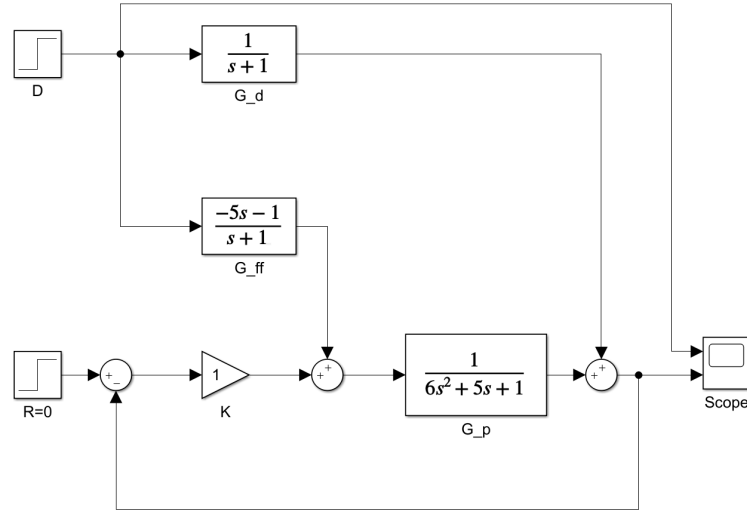 D
1
s + 1
G_d
−5s − 1
s + 1
G_ff
+
−
R=0
1
K
+
+
1
6s² + 5s + 1
G_p
+
+
Scope